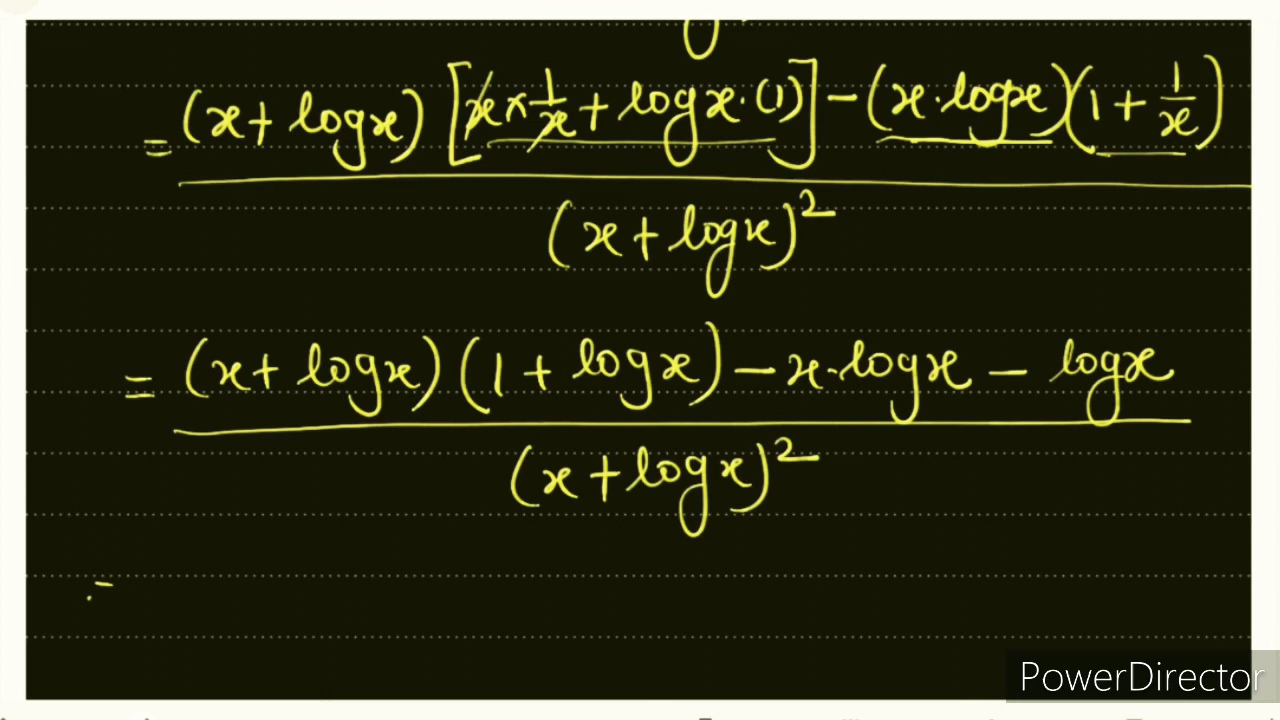 = (x + log x) [x × 1/x + log x · (1)] − (x · log x)(1 + 1/x)
(x + log x)²
= (x + log x) (1 + log x) − x · log x − log x
(x + log x)²
PowerDirector